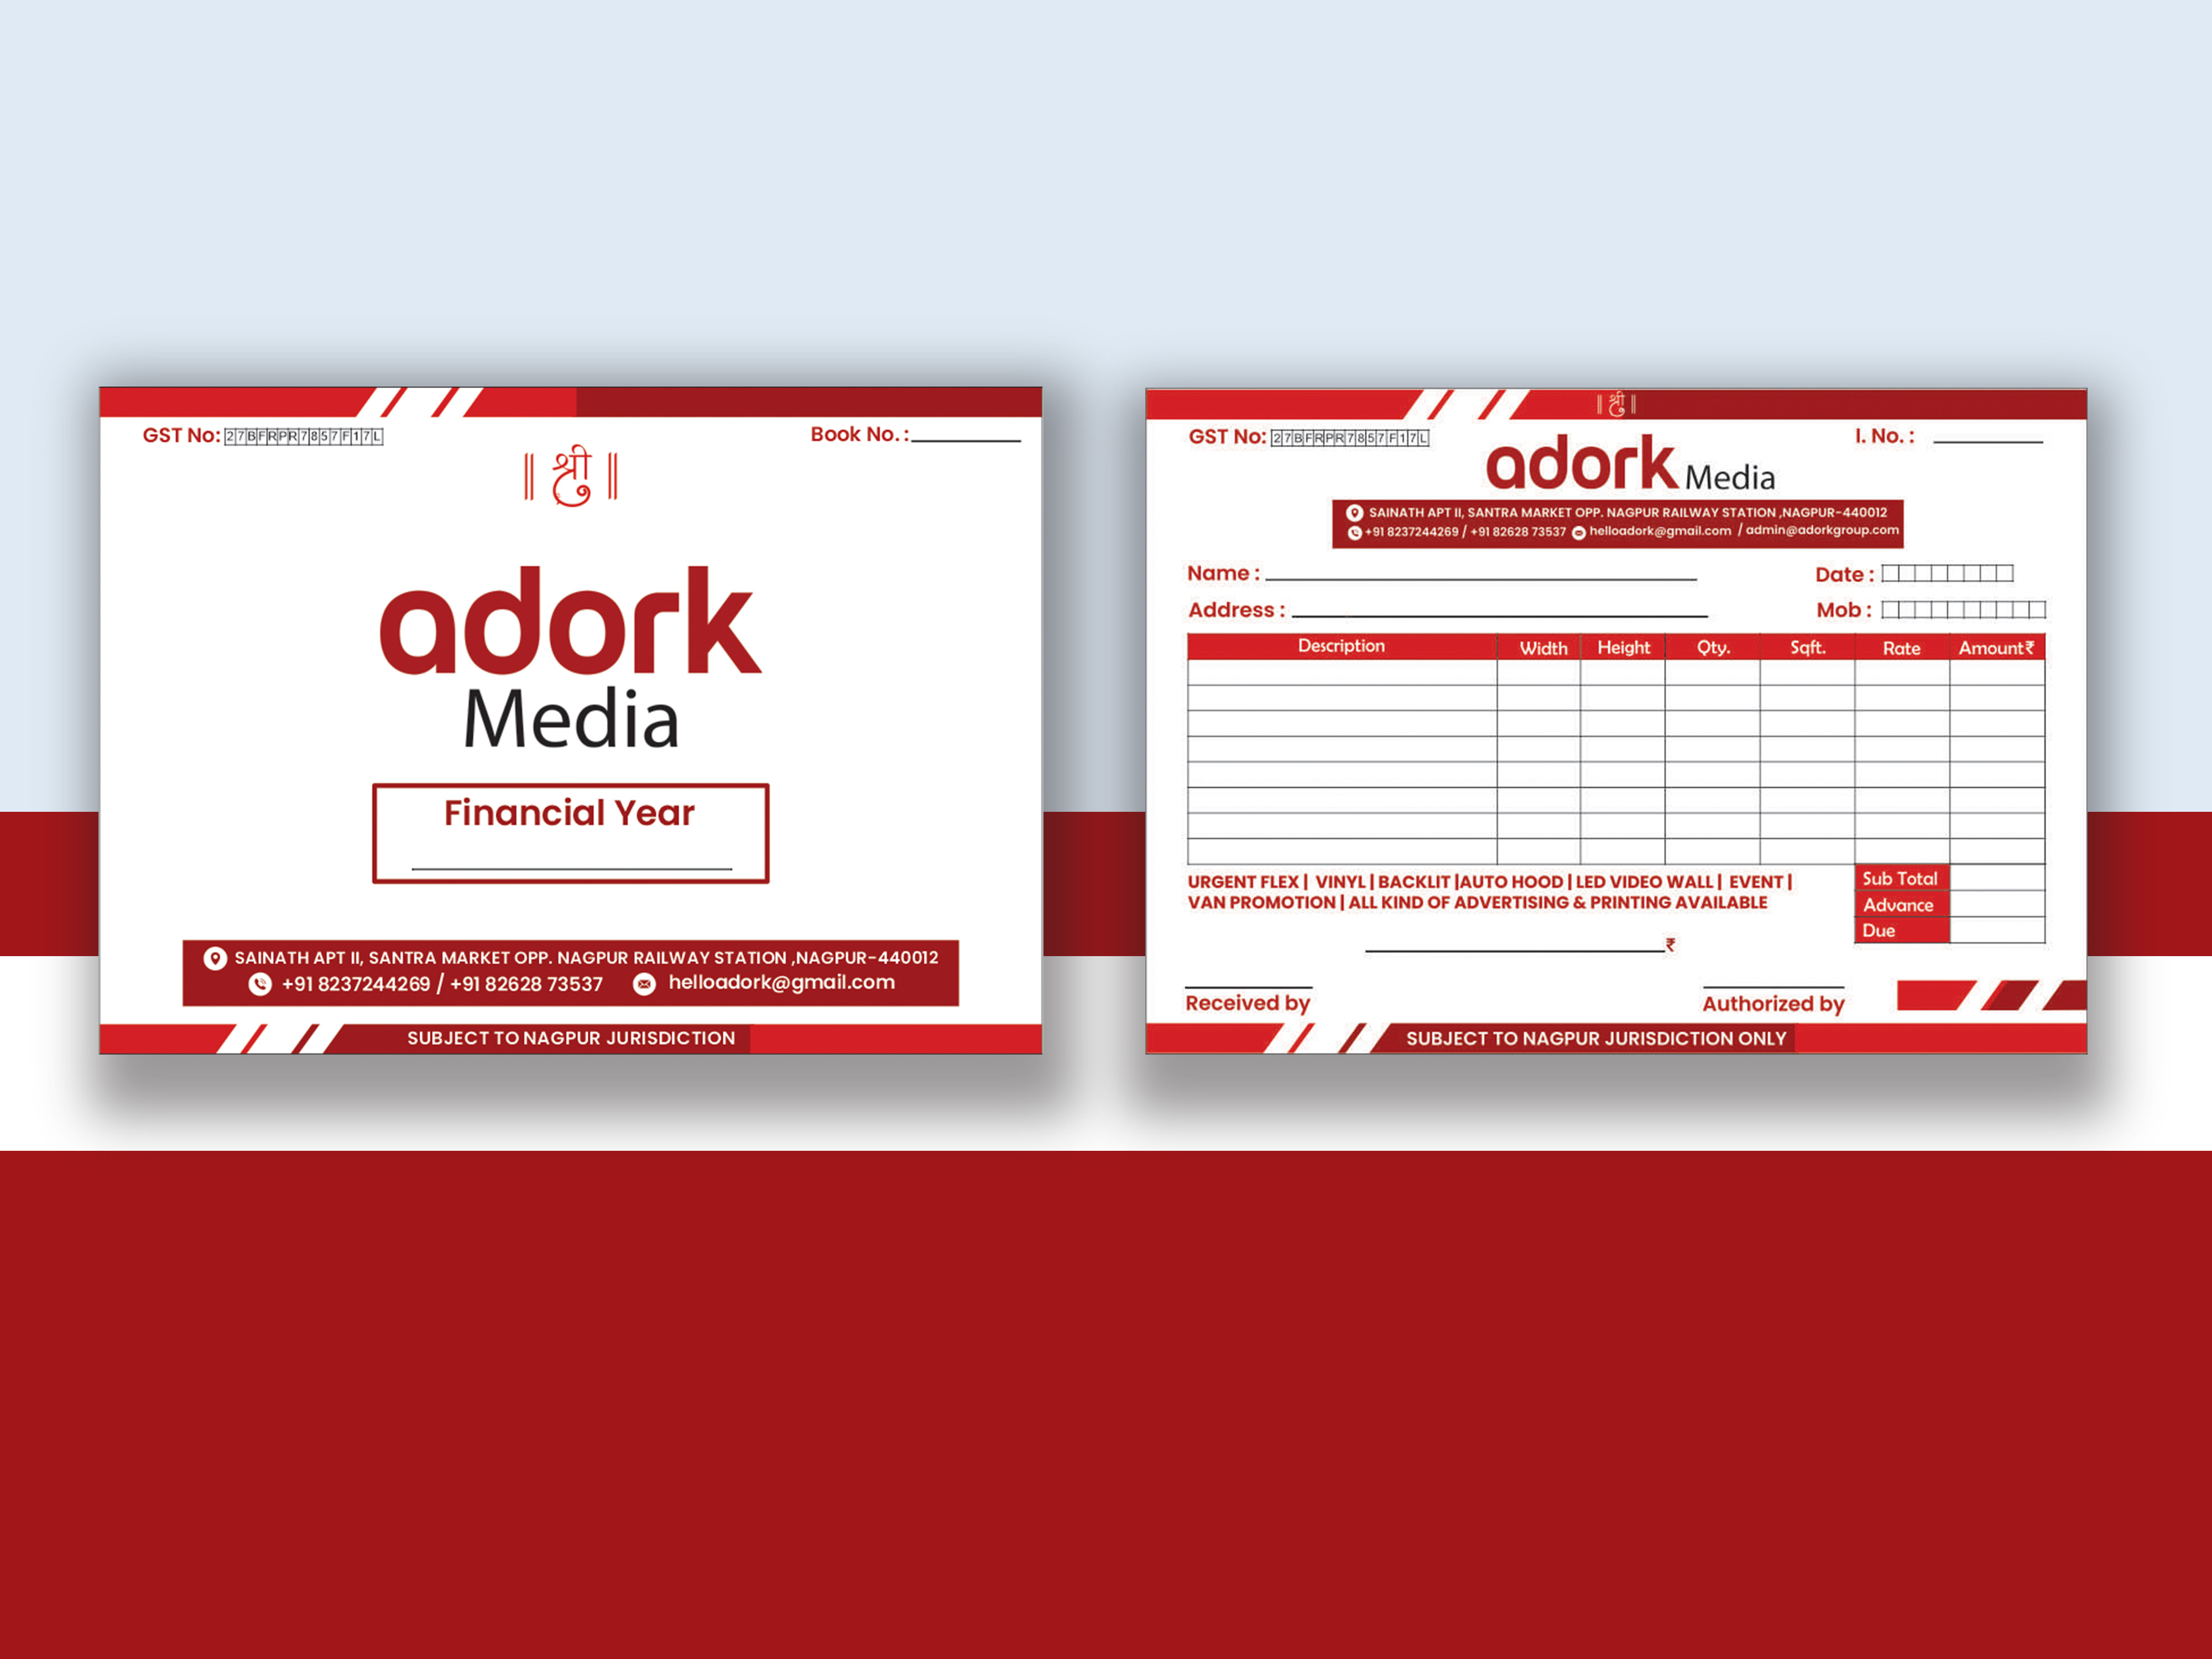 GST No: 27BFRPR7857F17L
Book No. :
॥ श्री ॥
adork
Media
Financial Year
SAINATH APT II, SANTRA MARKET OPP. NAGPUR RAILWAY STATION ,NAGPUR-440012
+91 8237244269 / +91 82628 73537 helloadork@gmail.com
SUBJECT TO NAGPUR JURISDICTION
॥ श्री ॥
GST No: 27BFRPR7857F17L
I. No. :
adork Media
SAINATH APT II, SANTRA MARKET OPP. NAGPUR RAILWAY STATION ,NAGPUR-440012
+91 8237244269 / +91 82628 73537 helloadork@gmail.com / admin@adorkgroup.com
Name :
Date :
Address :
Mob :
Description Width Height Qty. Sqft. Rate Amount₹
URGENT FLEX | VINYL | BACKLIT |AUTO HOOD | LED VIDEO WALL | EVENT |
VAN PROMOTION | ALL KIND OF ADVERTISING & PRINTING AVAILABLE
Sub Total
Advance
Due
₹
Received by
Authorized by
SUBJECT TO NAGPUR JURISDICTION ONLY